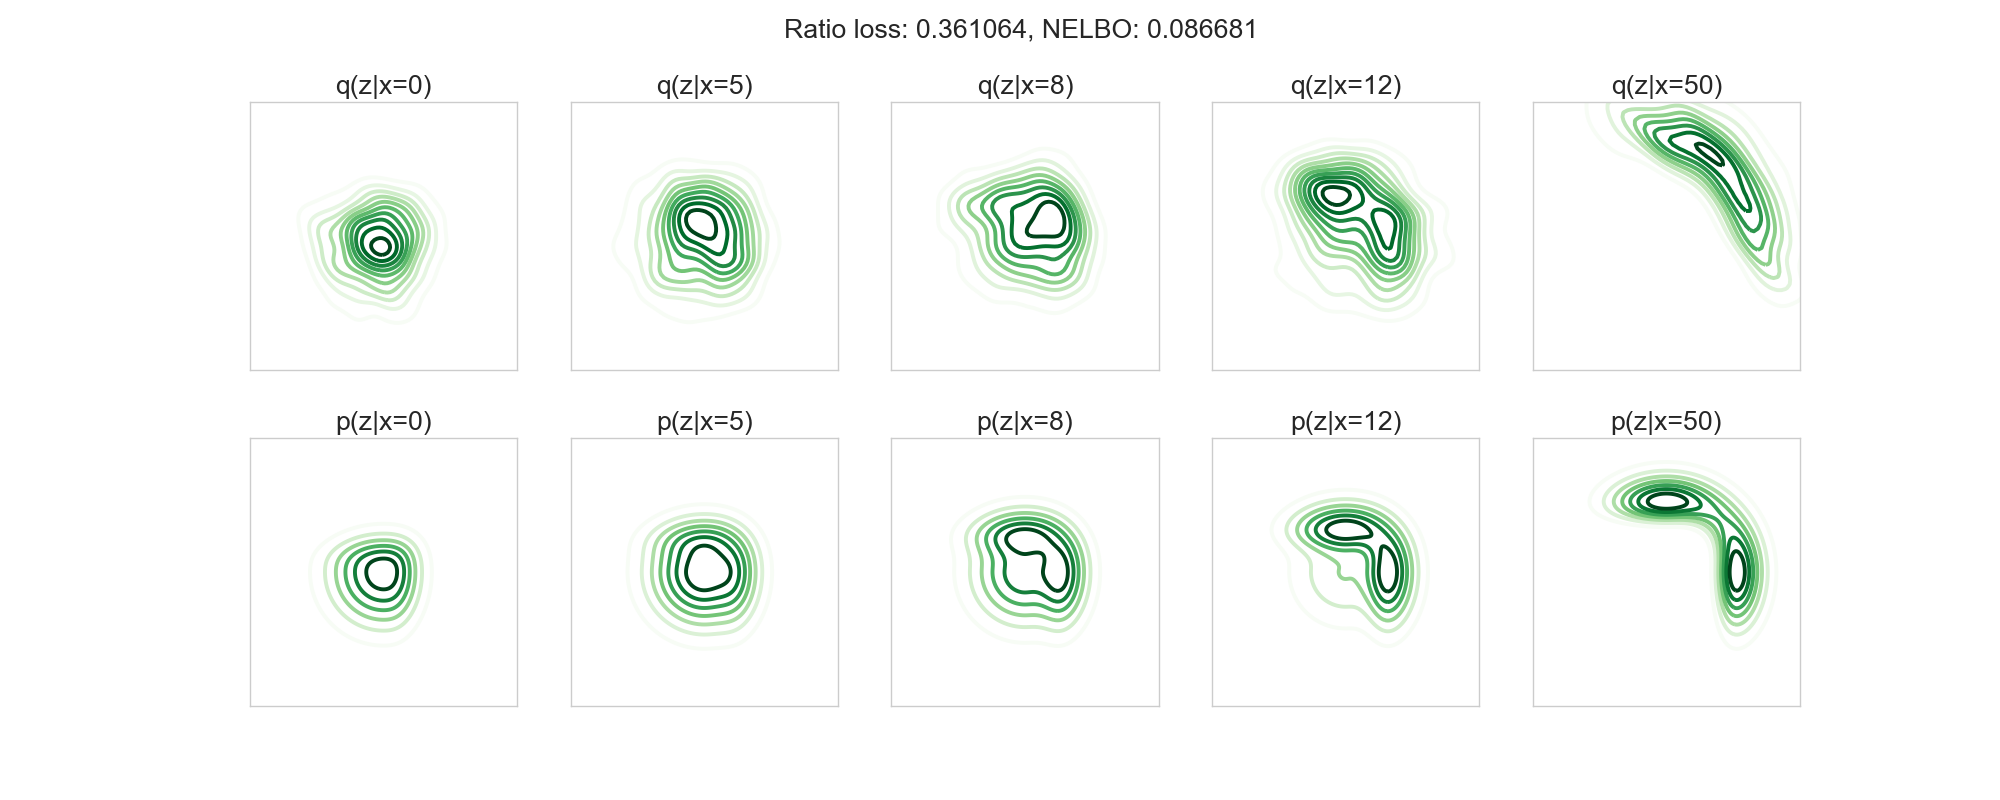 Ratio loss: 0.361064, NELBO: 0.086681
q(z|x=0) q(z|x=5) q(z|x=8) q(z|x=12) q(z|x=50)
p(z|x=0) p(z|x=5) p(z|x=8) p(z|x=12) p(z|x=50)